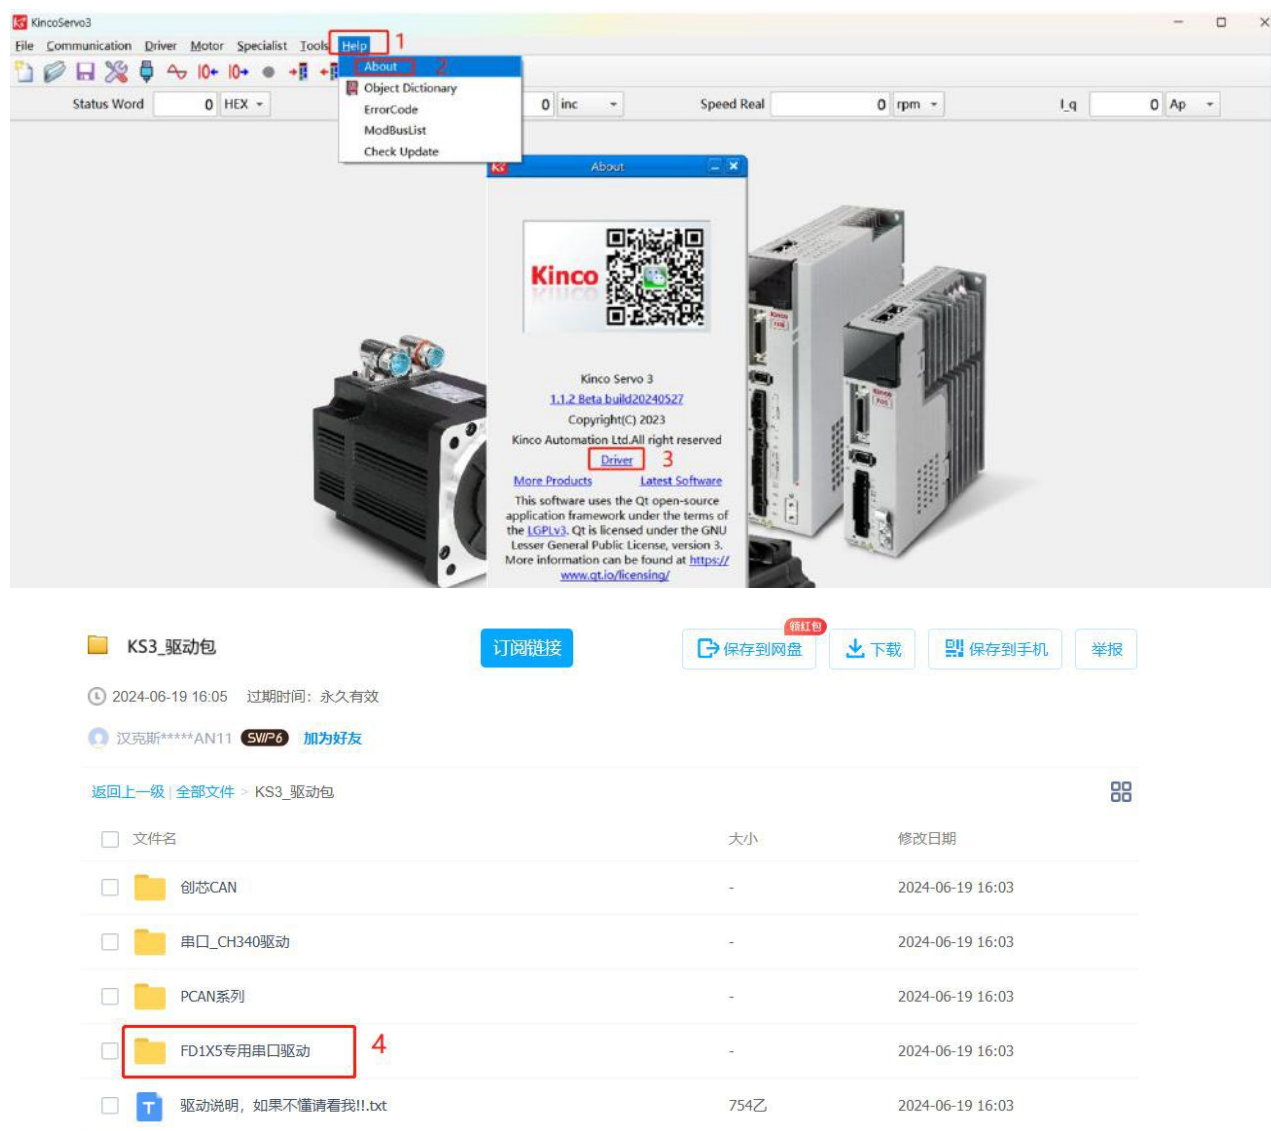 KincoServo3
File Communication Driver Motor Specialist Tools Help 1
About 2
Object Dictionary
ErrorCode
ModBusList
Check Update
Status Word 0 HEX 0 inc Speed Real 0 rpm I_q 0 Ap
About
Kinco
Kinco Servo 3
1.1.2 Beta build20240527
Copyright(C) 2023
Kinco Automation Ltd.All right reserved
Driver 3
More Products Latest Software
This software uses the Qt open-source
application framework under the terms of
the LGPLv3. Qt is licensed under the GNU
Lesser General Public License, version 3.
More information can be found at https://
www.qt.io/licensing/
KS3_驱动包 订阅链接 领红包 保存到网盘 下载 保存到手机 举报
2024-06-19 16:05 过期时间：永久有效
汉克斯*****AN11 SVIP6 加为好友
返回上一级 | 全部文件 > KS3_驱动包
文件名 大小 修改日期
创芯CAN - 2024-06-19 16:03
串口_CH340驱动 - 2024-06-19 16:03
PCAN系列 - 2024-06-19 16:03
FD1X5专用串口驱动 4 - 2024-06-19 16:03
驱动说明，如果不懂请看我!!.txt 754乙 2024-06-19 16:03